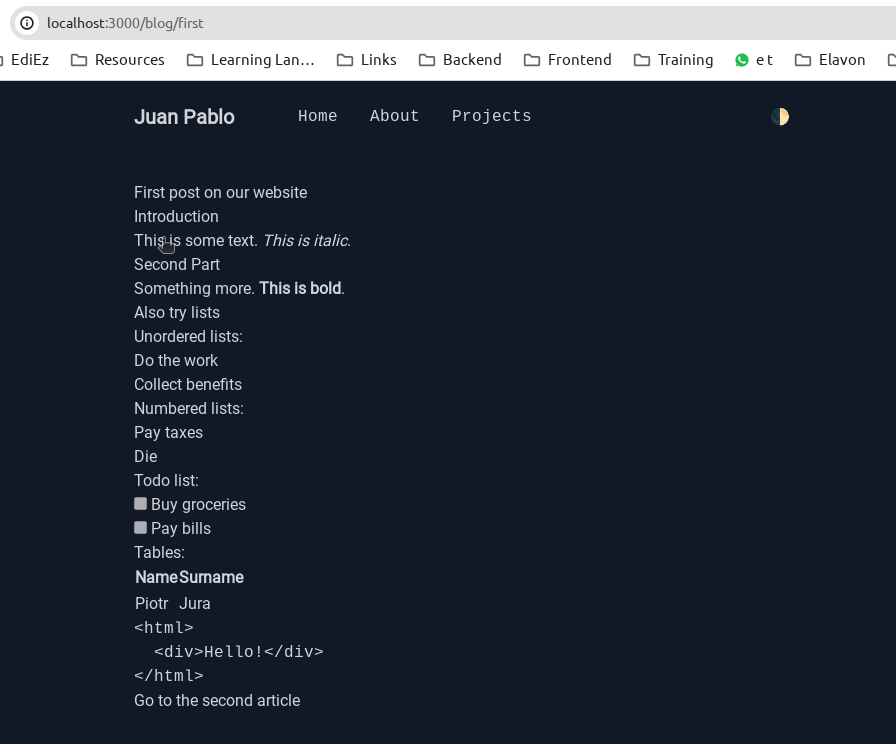 localhost:3000/blog/first
EdiEz Resources Learning Lan... Links Backend Frontend Training e t Elavon
Juan Pablo Home About Projects
First post on our website
Introduction
This is some text. This is italic.
Second Part
Something more. This is bold.
Also try lists
Unordered lists:
Do the work
Collect benefits
Numbered lists:
Pay taxes
Die
Todo list:
Buy groceries
Pay bills
Tables:
Name Surname
Piotr Jura
<html>
  <div>Hello!</div>
</html>
Go to the second article